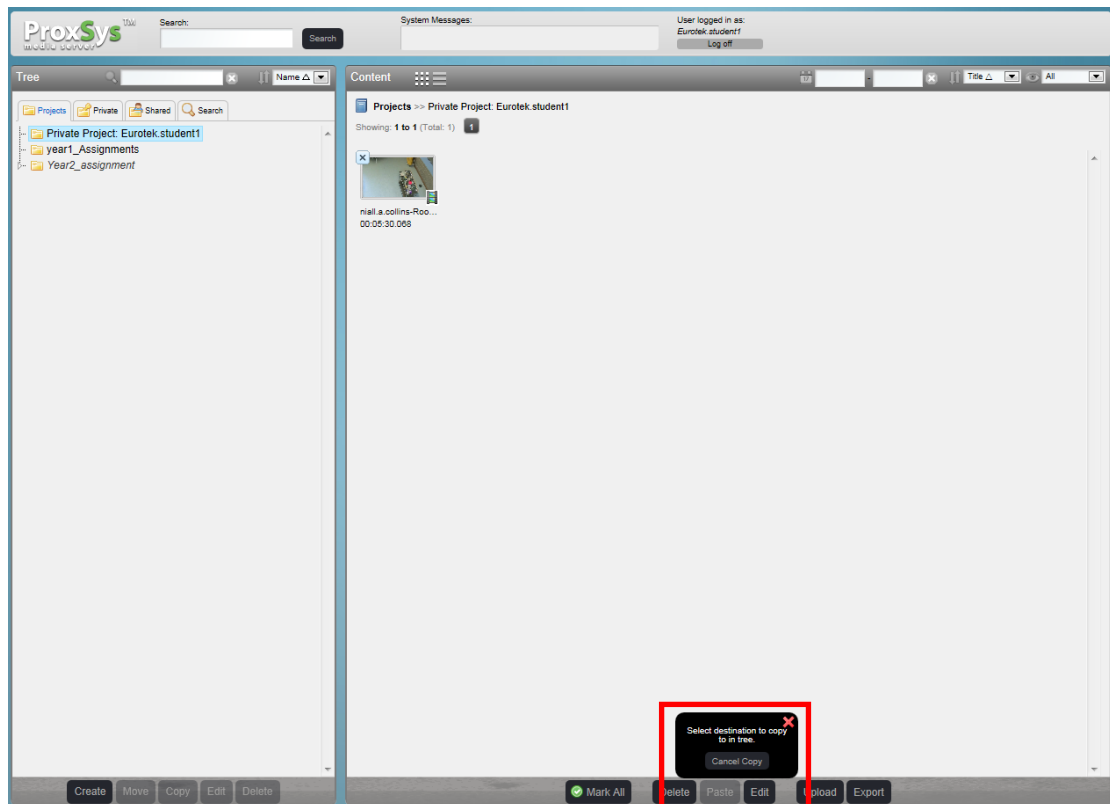 ProxSys TM
media server
Search:
Search
System Messages:
User logged in as:
Eurotek.student1
Log off
Tree
Name
Content
17
-
Title
All
Projects
Private
Shared
Search
Private Project: Eurotek.student1
year1_Assignments
Year2_assignment
Projects >> Private Project: Eurotek.student1
Showing: 1 to 1 (Total: 1) 1
niall.a.collins-Roo...
00:05:30.068
Select destination to copy
to in tree.
Cancel Copy
Create Move Copy Edit Delete
Mark All Delete Paste Edit Upload Export